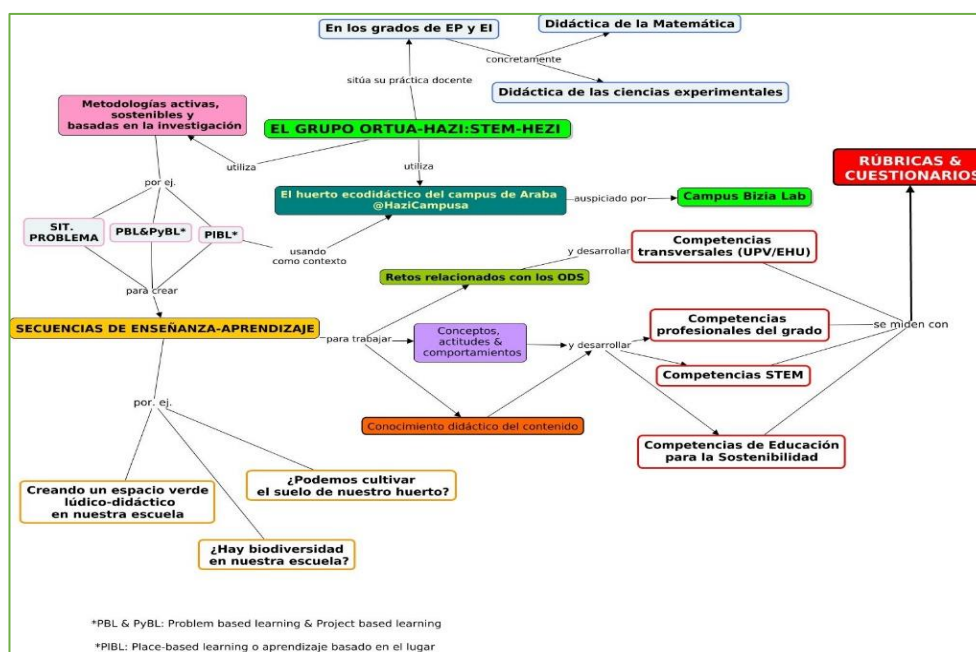 En los grados de EP y EI
Didáctica de la Matemática
concretamente
sitúa su práctica docente
Didáctica de las ciencias experimentales
Metodologías activas,
sostenibles y
basadas en la investigación
EL GRUPO ORTUA-HAZI:STEM-HEZI
utiliza
utiliza
RÚBRICAS &
CUESTIONARIOS
por ej.
El huerto ecodidáctico del campus de Araba
@HaziCampusa
auspiciado por
Campus Bizia Lab
SIT.
PROBLEMA
PBL&PyBL*
PlBL*
usando
como contexto
Competencias
transversales (UPV/EHU)
y desarrollar
Retos relacionados con los ODS
para crear
SECUENCIAS DE ENSEÑANZA-APRENDIZAJE
para trabajar
Conceptos,
actitudes &
comportamientos
y desarrollar
Competencias
profesionales del grado
se miden con
Competencias STEM
por. ej.
Conocimiento didáctico del contenido
Competencias de Educación
para la Sostenibilidad
Creando un espacio verde
lúdico-didáctico
en nuestra escuela
¿Podemos cultivar
el suelo de nuestro huerto?
¿Hay biodiversidad
en nuestra escuela?
*PBL & PyBL: Problem based learning & Project based learning
*PlBL: Place-based learning o aprendizaje basado en el lugar